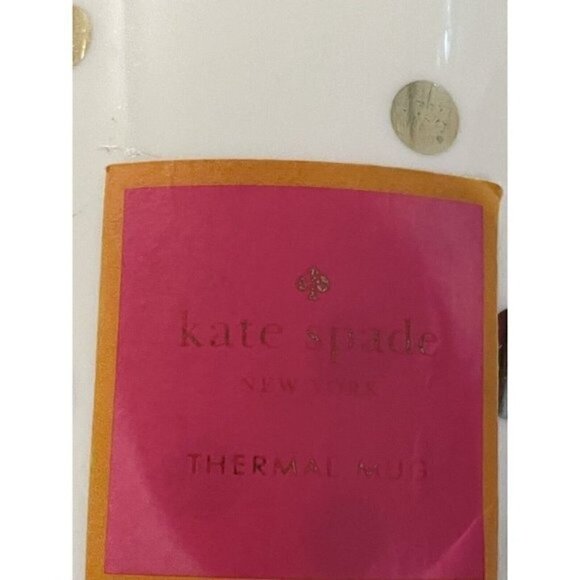 kate spade
NEW YORK
THERMAL MUG